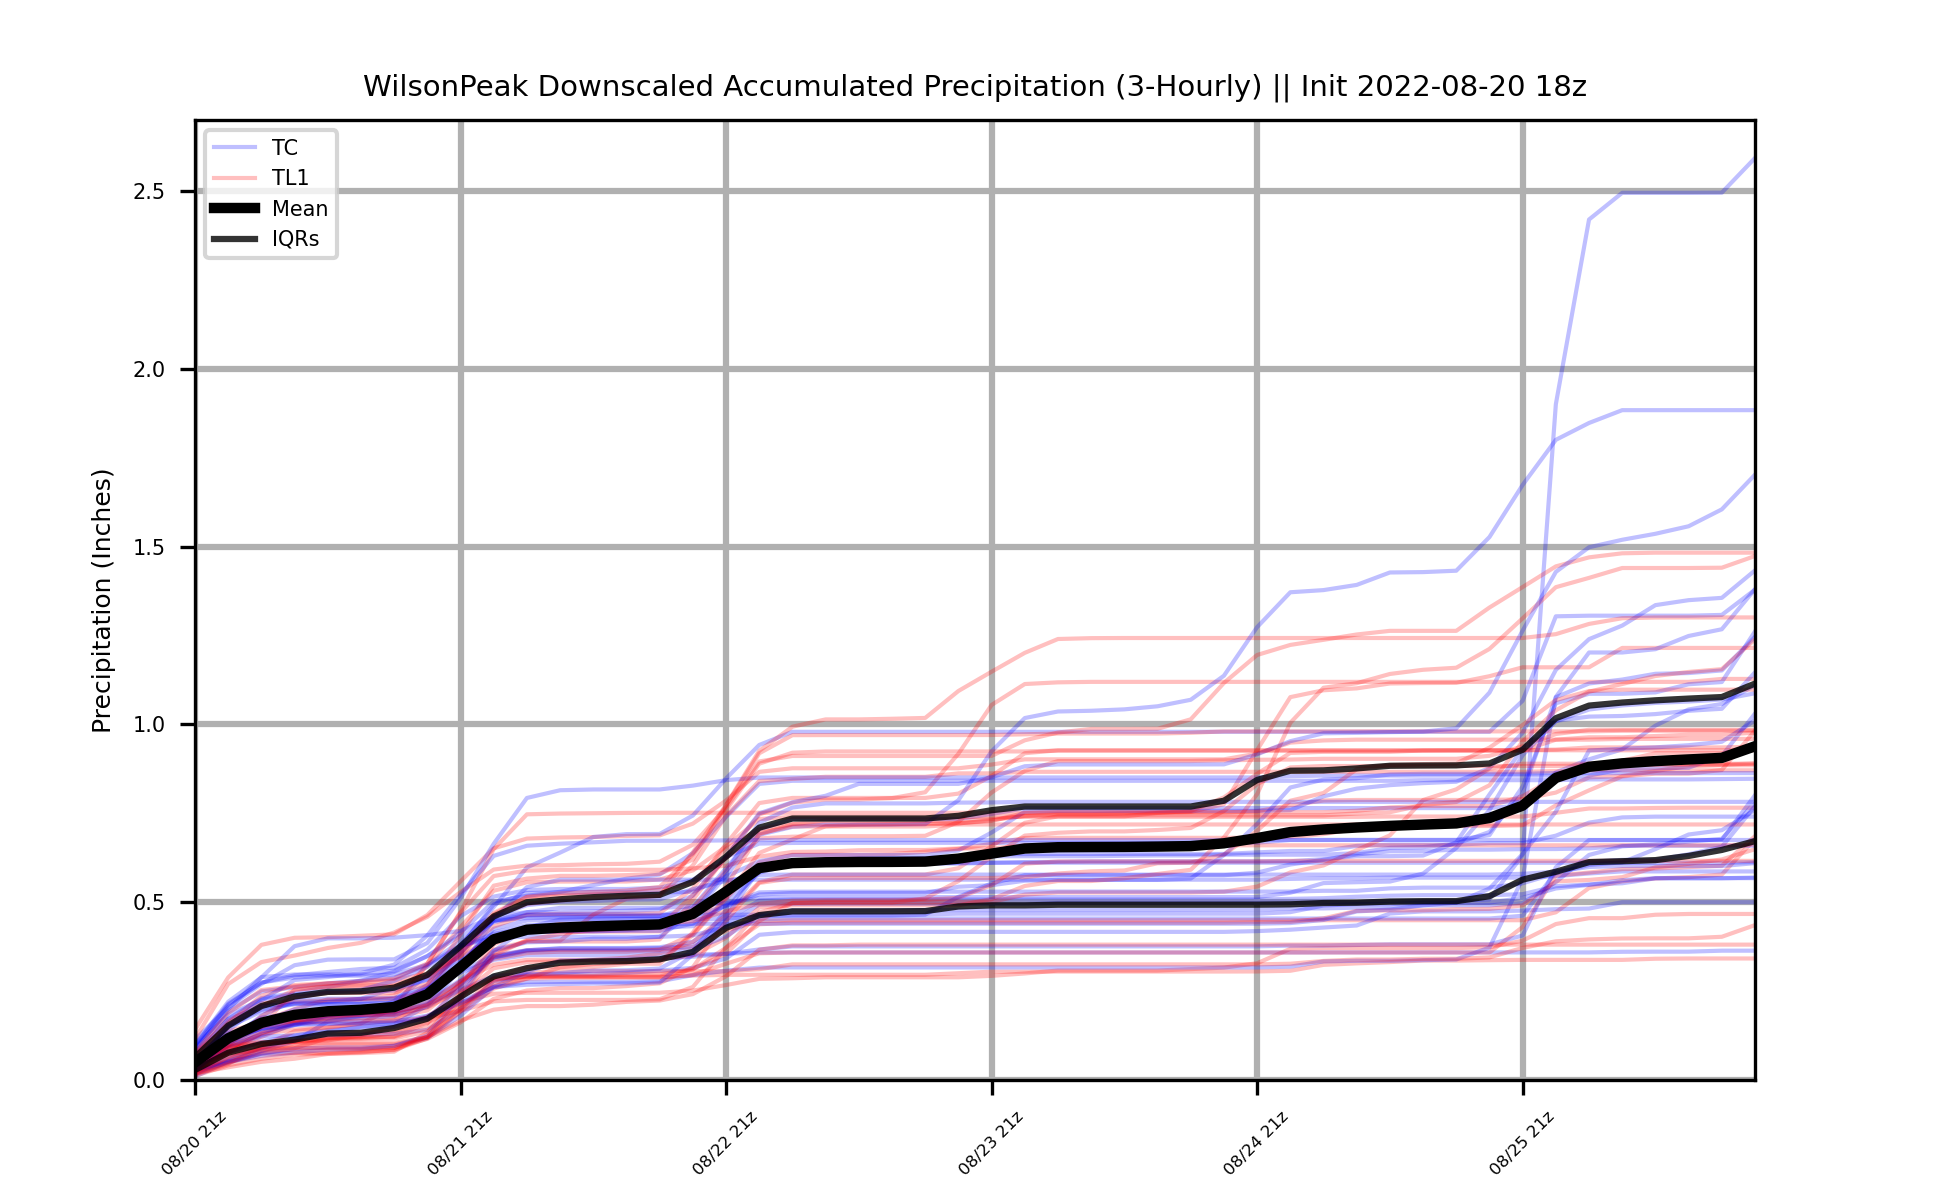 WilsonPeak Downscaled Accumulated Precipitation (3-Hourly) || Init 2022-08-20 18z
TC
TL1
Mean
IQRs
Precipitation (Inches)
2.5
2.0
1.5
1.0
0.5
0.0
08/20 21z
08/21 21z
08/22 21z
08/23 21z
08/24 21z
08/25 21z